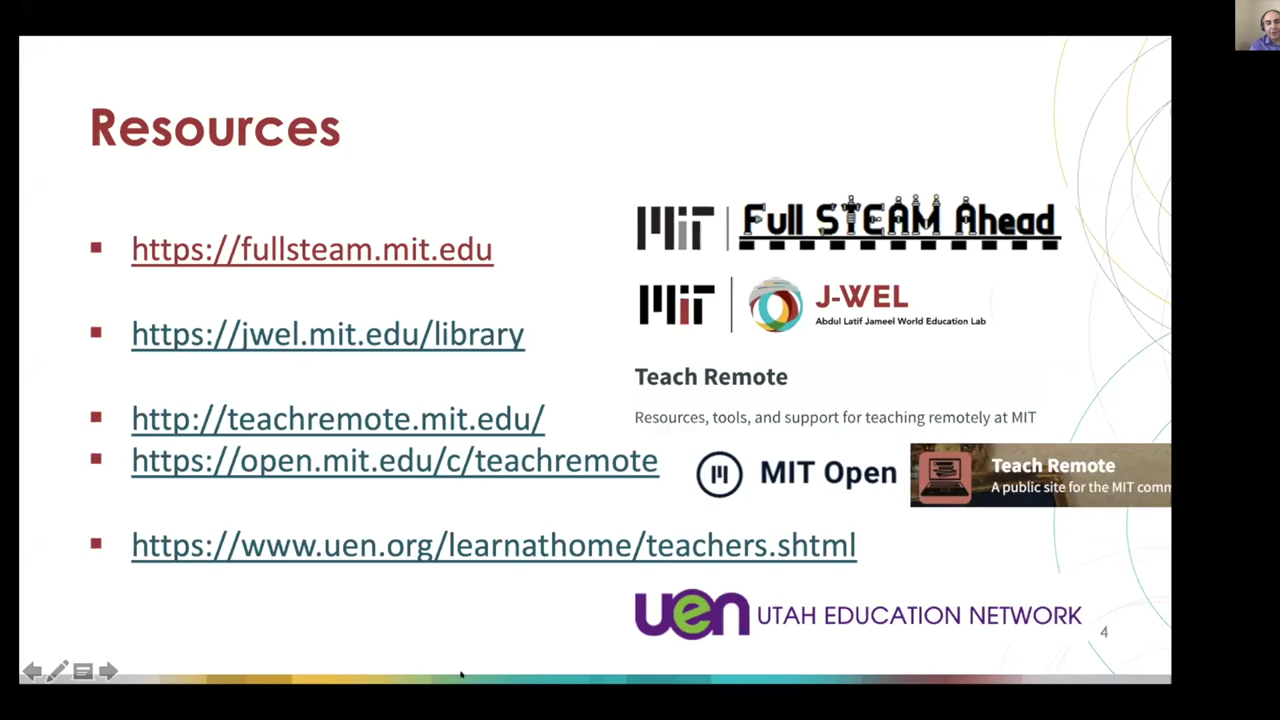 Resources
https://fullsteam.mit.edu
MIT Full STEAM Ahead
https://jwel.mit.edu/library
MIT J-WEL
Abdul Latif Jameel World Education Lab
Teach Remote
http://teachremote.mit.edu/
Resources, tools, and support for teaching remotely at MIT
https://open.mit.edu/c/teachremote
MIT Open
Teach Remote
A public site for the MIT comm
https://www.uen.org/learnathome/teachers.shtml
uen UTAH EDUCATION NETWORK
4